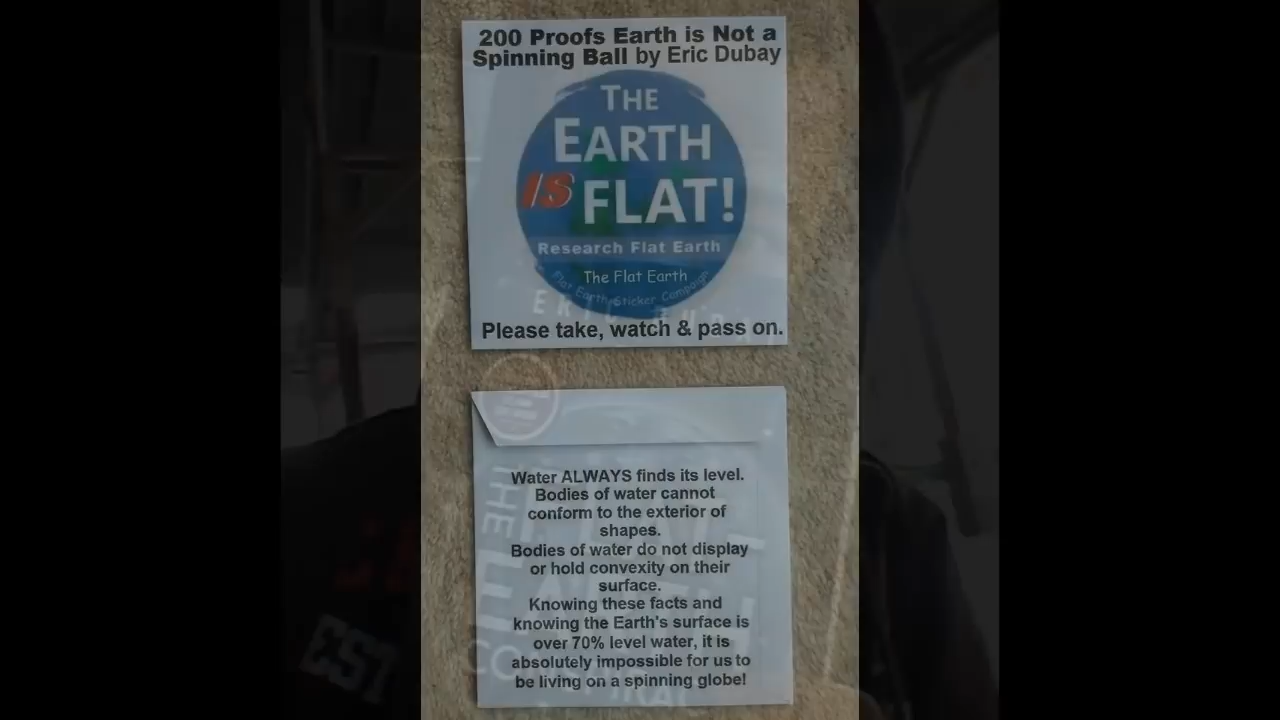 200 Proofs Earth is Not a
Spinning Ball by Eric Dubay
THE
EARTH
IS FLAT!
Research Flat Earth
The Flat Earth
Flat Earth Sticker Campaign
ERIC DUBAY
Please take, watch & pass on.
Water ALWAYS finds its level.
Bodies of water cannot
conform to the exterior of
shapes.
Bodies of water do not display
or hold convexity on their
surface.
Knowing these facts and
knowing the Earth's surface is
over 70% level water, it is
absolutely impossible for us to
be living on a spinning globe!
THE
EST